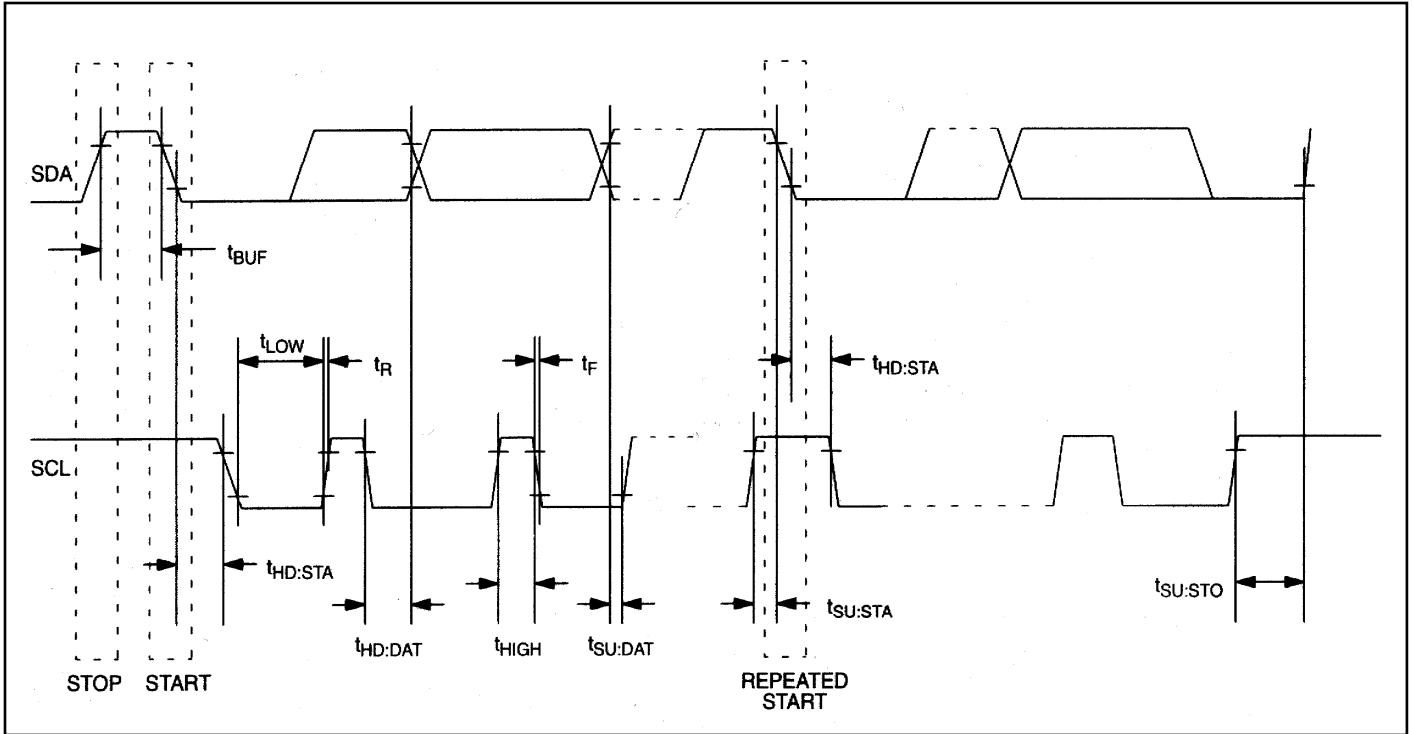 SDA
tBUF
tLOW
tR
tF
tHD:STA
SCL
tHD:STA
tHD:DAT
tHIGH
tSU:DAT
tSU:STA
tSU:STO
STOP
START
REPEATED
START